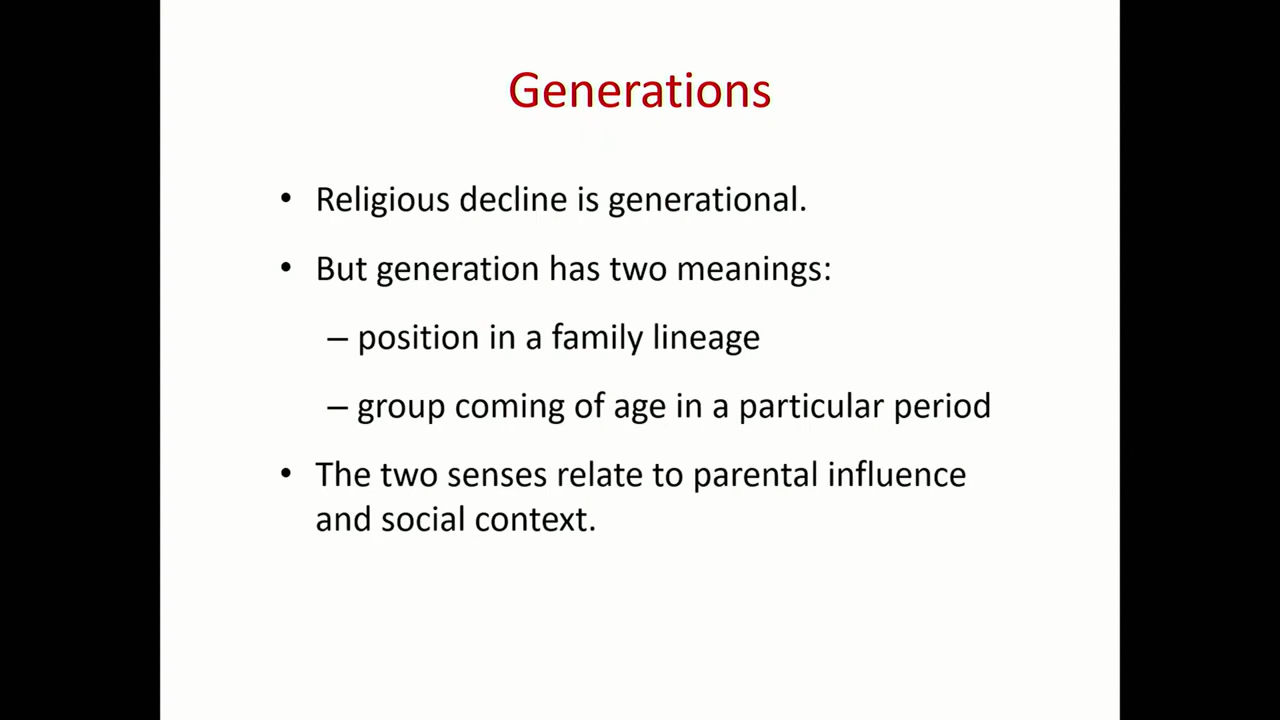 Generations
• Religious decline is generational.
• But generation has two meanings:
– position in a family lineage
– group coming of age in a particular period
• The two senses relate to parental influence
and social context.